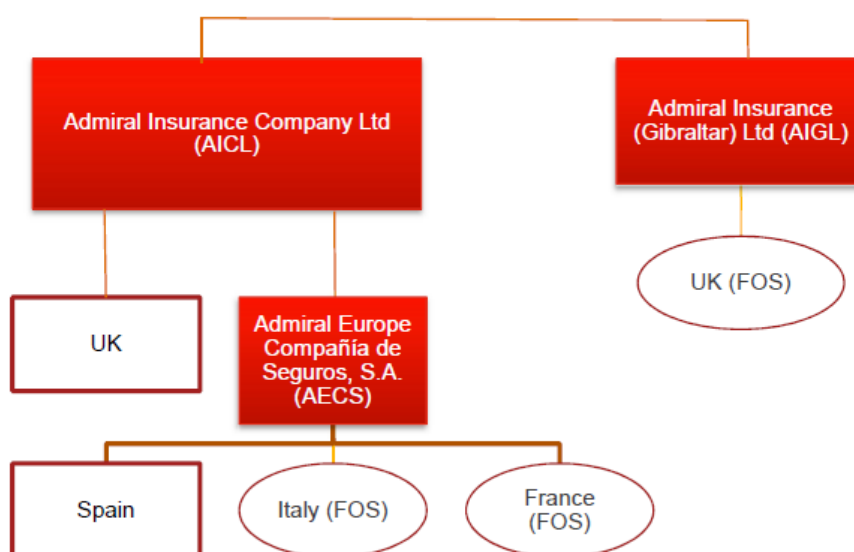 Admiral Insurance Company Ltd
(AICL)
Admiral Insurance
(Gibraltar) Ltd (AIGL)
UK (FOS)
UK
Admiral Europe
Compañía de
Seguros, S.A.
(AECS)
Spain
Italy (FOS)
France
(FOS)